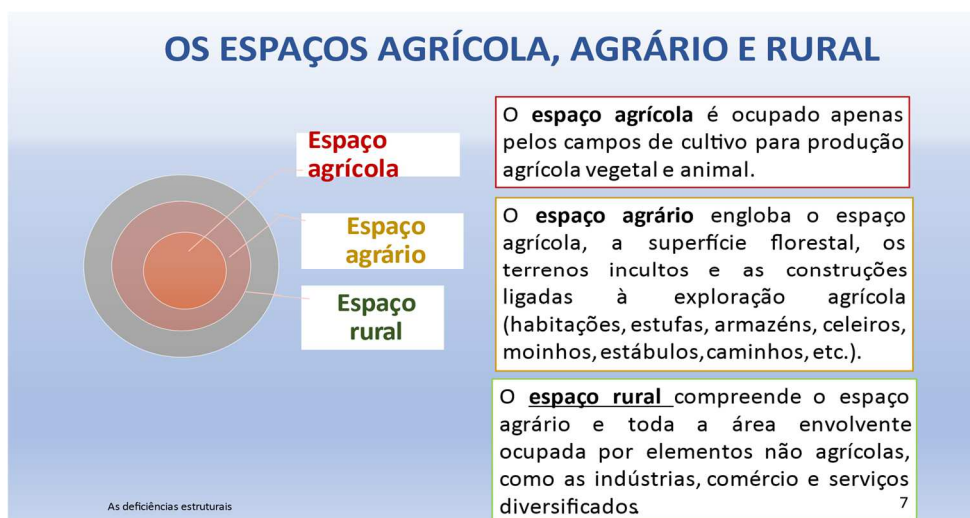 OS ESPAÇOS AGRÍCOLA, AGRÁRIO E RURAL
Espaço
agrícola
Espaço
agrário
Espaço
rural
O espaço agrícola é ocupado apenas
pelos campos de cultivo para produção
agrícola vegetal e animal.
O espaço agrário engloba o espaço
agrícola, a superfície florestal, os
terrenos incultos e as construções
ligadas à exploração agrícola
(habitações, estufas, armazéns, celeiros,
moinhos, estábulos, caminhos, etc.).
O espaço rural compreende o espaço
agrário e toda a área envolvente
ocupada por elementos não agrícolas,
como as indústrias, comércio e serviços
diversificados.
As deficiências estruturais
7